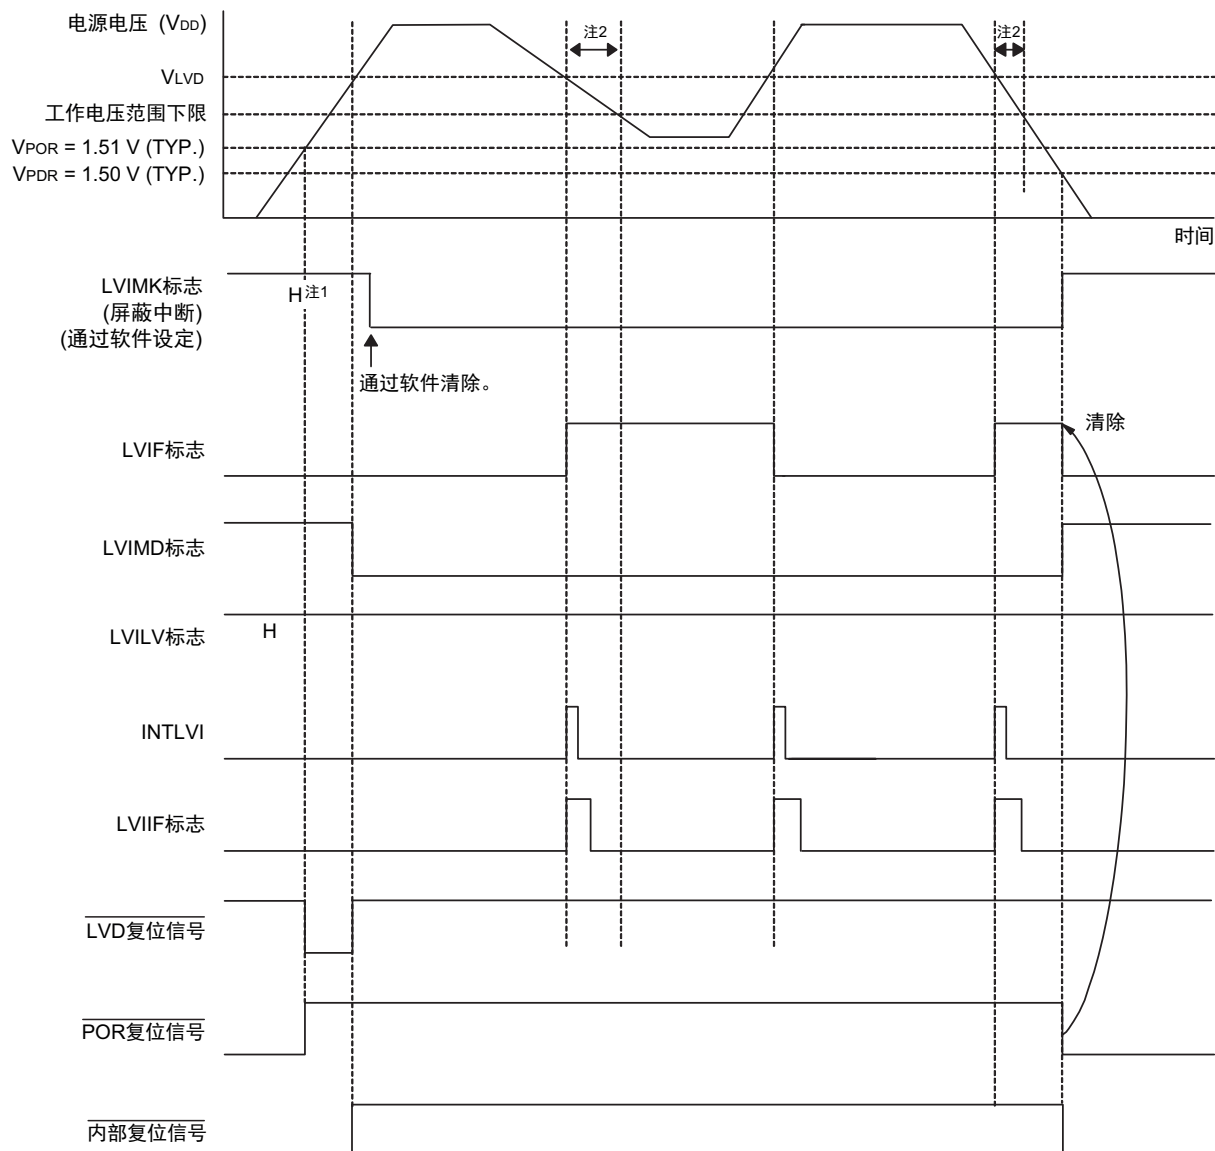 电源电压 (VDD)
注2
注2
VLVD
工作电压范围下限
VPOR = 1.51 V (TYP.)
VPDR = 1.50 V (TYP.)
时间
LVIMK标志
(屏蔽中断)
(通过软件设定)
H注1
通过软件清除。
LVIF标志
清除
LVIMD标志
LVILV标志
H
INTLVI
LVIIF标志
LVD复位信号
POR复位信号
内部复位信号